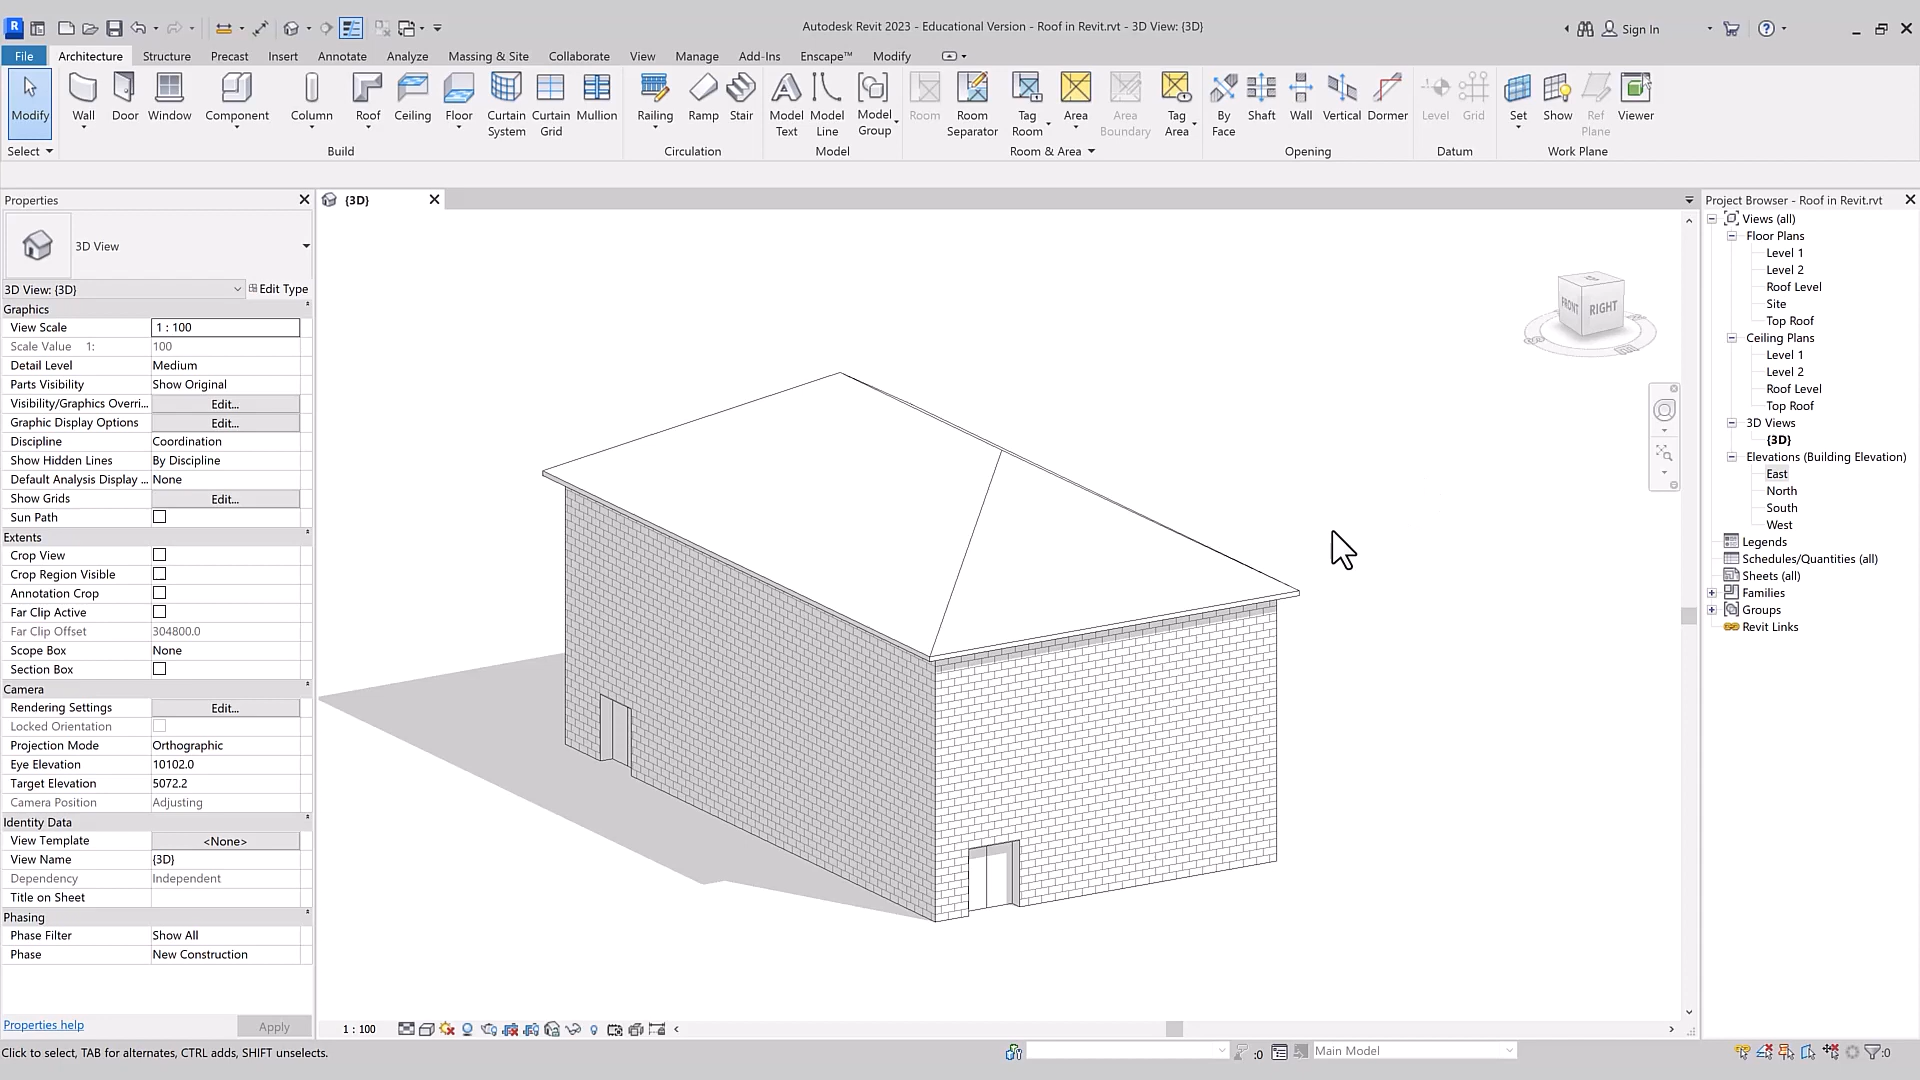 Autodesk Revit 2023 - Educational Version - Roof in Revit.rvt - 3D View: {3D}
Sign In
File Architecture Structure Precast Insert Annotate Analyze Massing & Site Collaborate View Manage Add-Ins Enscape™ Modify
Modify Wall Door Window Component Column Roof Ceiling Floor Curtain System Curtain Grid Mullion Railing Ramp Stair Model Text Model Line Model Group Room Room Separator Tag Room Area Area Boundary Tag Area By Face Shaft Wall Vertical Dormer Level Grid Set Show Ref Plane Viewer
Select Build Circulation Model Room & Area Opening Datum Work Plane
Properties
3D View
3D View: {3D} Edit Type
Graphics
View Scale 1 : 100
Scale Value 1: 100
Detail Level Medium
Parts Visibility Show Original
Visibility/Graphics Overri... Edit...
Graphic Display Options Edit...
Discipline Coordination
Show Hidden Lines By Discipline
Default Analysis Display ... None
Show Grids Edit...
Sun Path
Extents
Crop View
Crop Region Visible
Annotation Crop
Far Clip Active
Far Clip Offset 304800.0
Scope Box None
Section Box
Camera
Rendering Settings Edit...
Locked Orientation
Projection Mode Orthographic
Eye Elevation 10102.0
Target Elevation 5072.2
Camera Position Adjusting
Identity Data
View Template <None>
View Name {3D}
Dependency Independent
Title on Sheet
Phasing
Phase Filter Show All
Phase New Construction
Properties help Apply
{3D}
FRONT RIGHT
1 : 100
Project Browser - Roof in Revit.rvt
Views (all)
Floor Plans
Level 1
Level 2
Roof Level
Site
Top Roof
Ceiling Plans
Level 1
Level 2
Roof Level
Top Roof
3D Views
{3D}
Elevations (Building Elevation)
East
North
South
West
Legends
Schedules/Quantities (all)
Sheets (all)
Families
Groups
Revit Links
Click to select, TAB for alternates, CTRL adds, SHIFT unselects.
:0
Main Model
:0